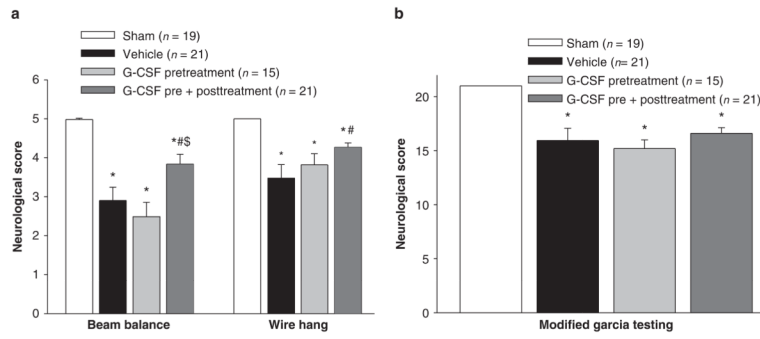 a
Sham (n = 19)
Vehicle (n = 21)
G-CSF pretreatment (n = 15)
G-CSF pre + posttreatment (n = 21)
Neurological score
6
5
4
3
2
1
0
*
*
*#$
*
*
*#
Beam balance
Wire hang
b
Sham (n = 19)
Vehicle (n= 21)
G-CSF pretreatment (n = 15)
G-CSF pre + posttreatment (n = 21)
Neurological score
20
15
10
5
0
*
*
*
Modified garcia testing